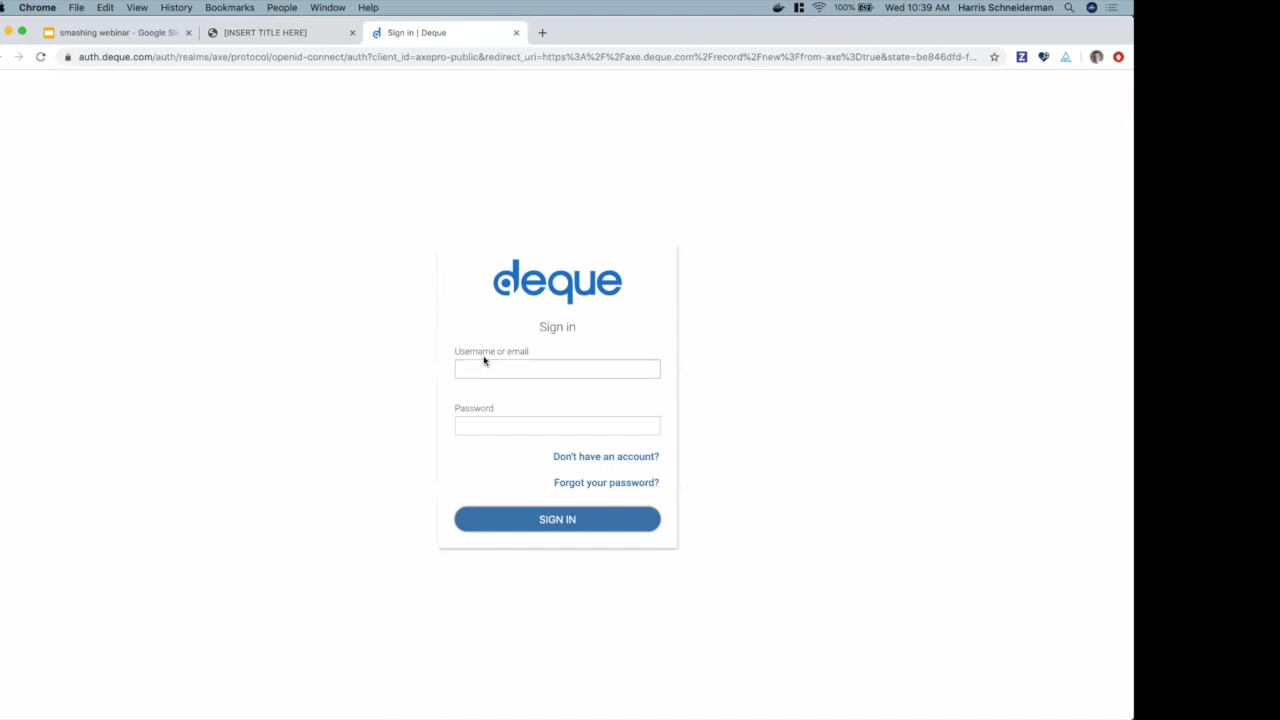 Chrome File Edit View History Bookmarks People Window Help 100% Wed 10:39 AM Harris Schneiderman
smashing webinar - Google Sli [INSERT TITLE HERE] Sign in | Deque
auth.deque.com/auth/realms/axe/protocol/openid-connect/auth?client_id=axepro-public&redirect_uri=https%3A%2F%2Faxe.deque.com%2Frecord%2Fnew%3Ffrom-axe%3Dtrue&state=be846dfd-f...
deque
Sign in
Username or email
Password
Don't have an account?
Forgot your password?
SIGN IN